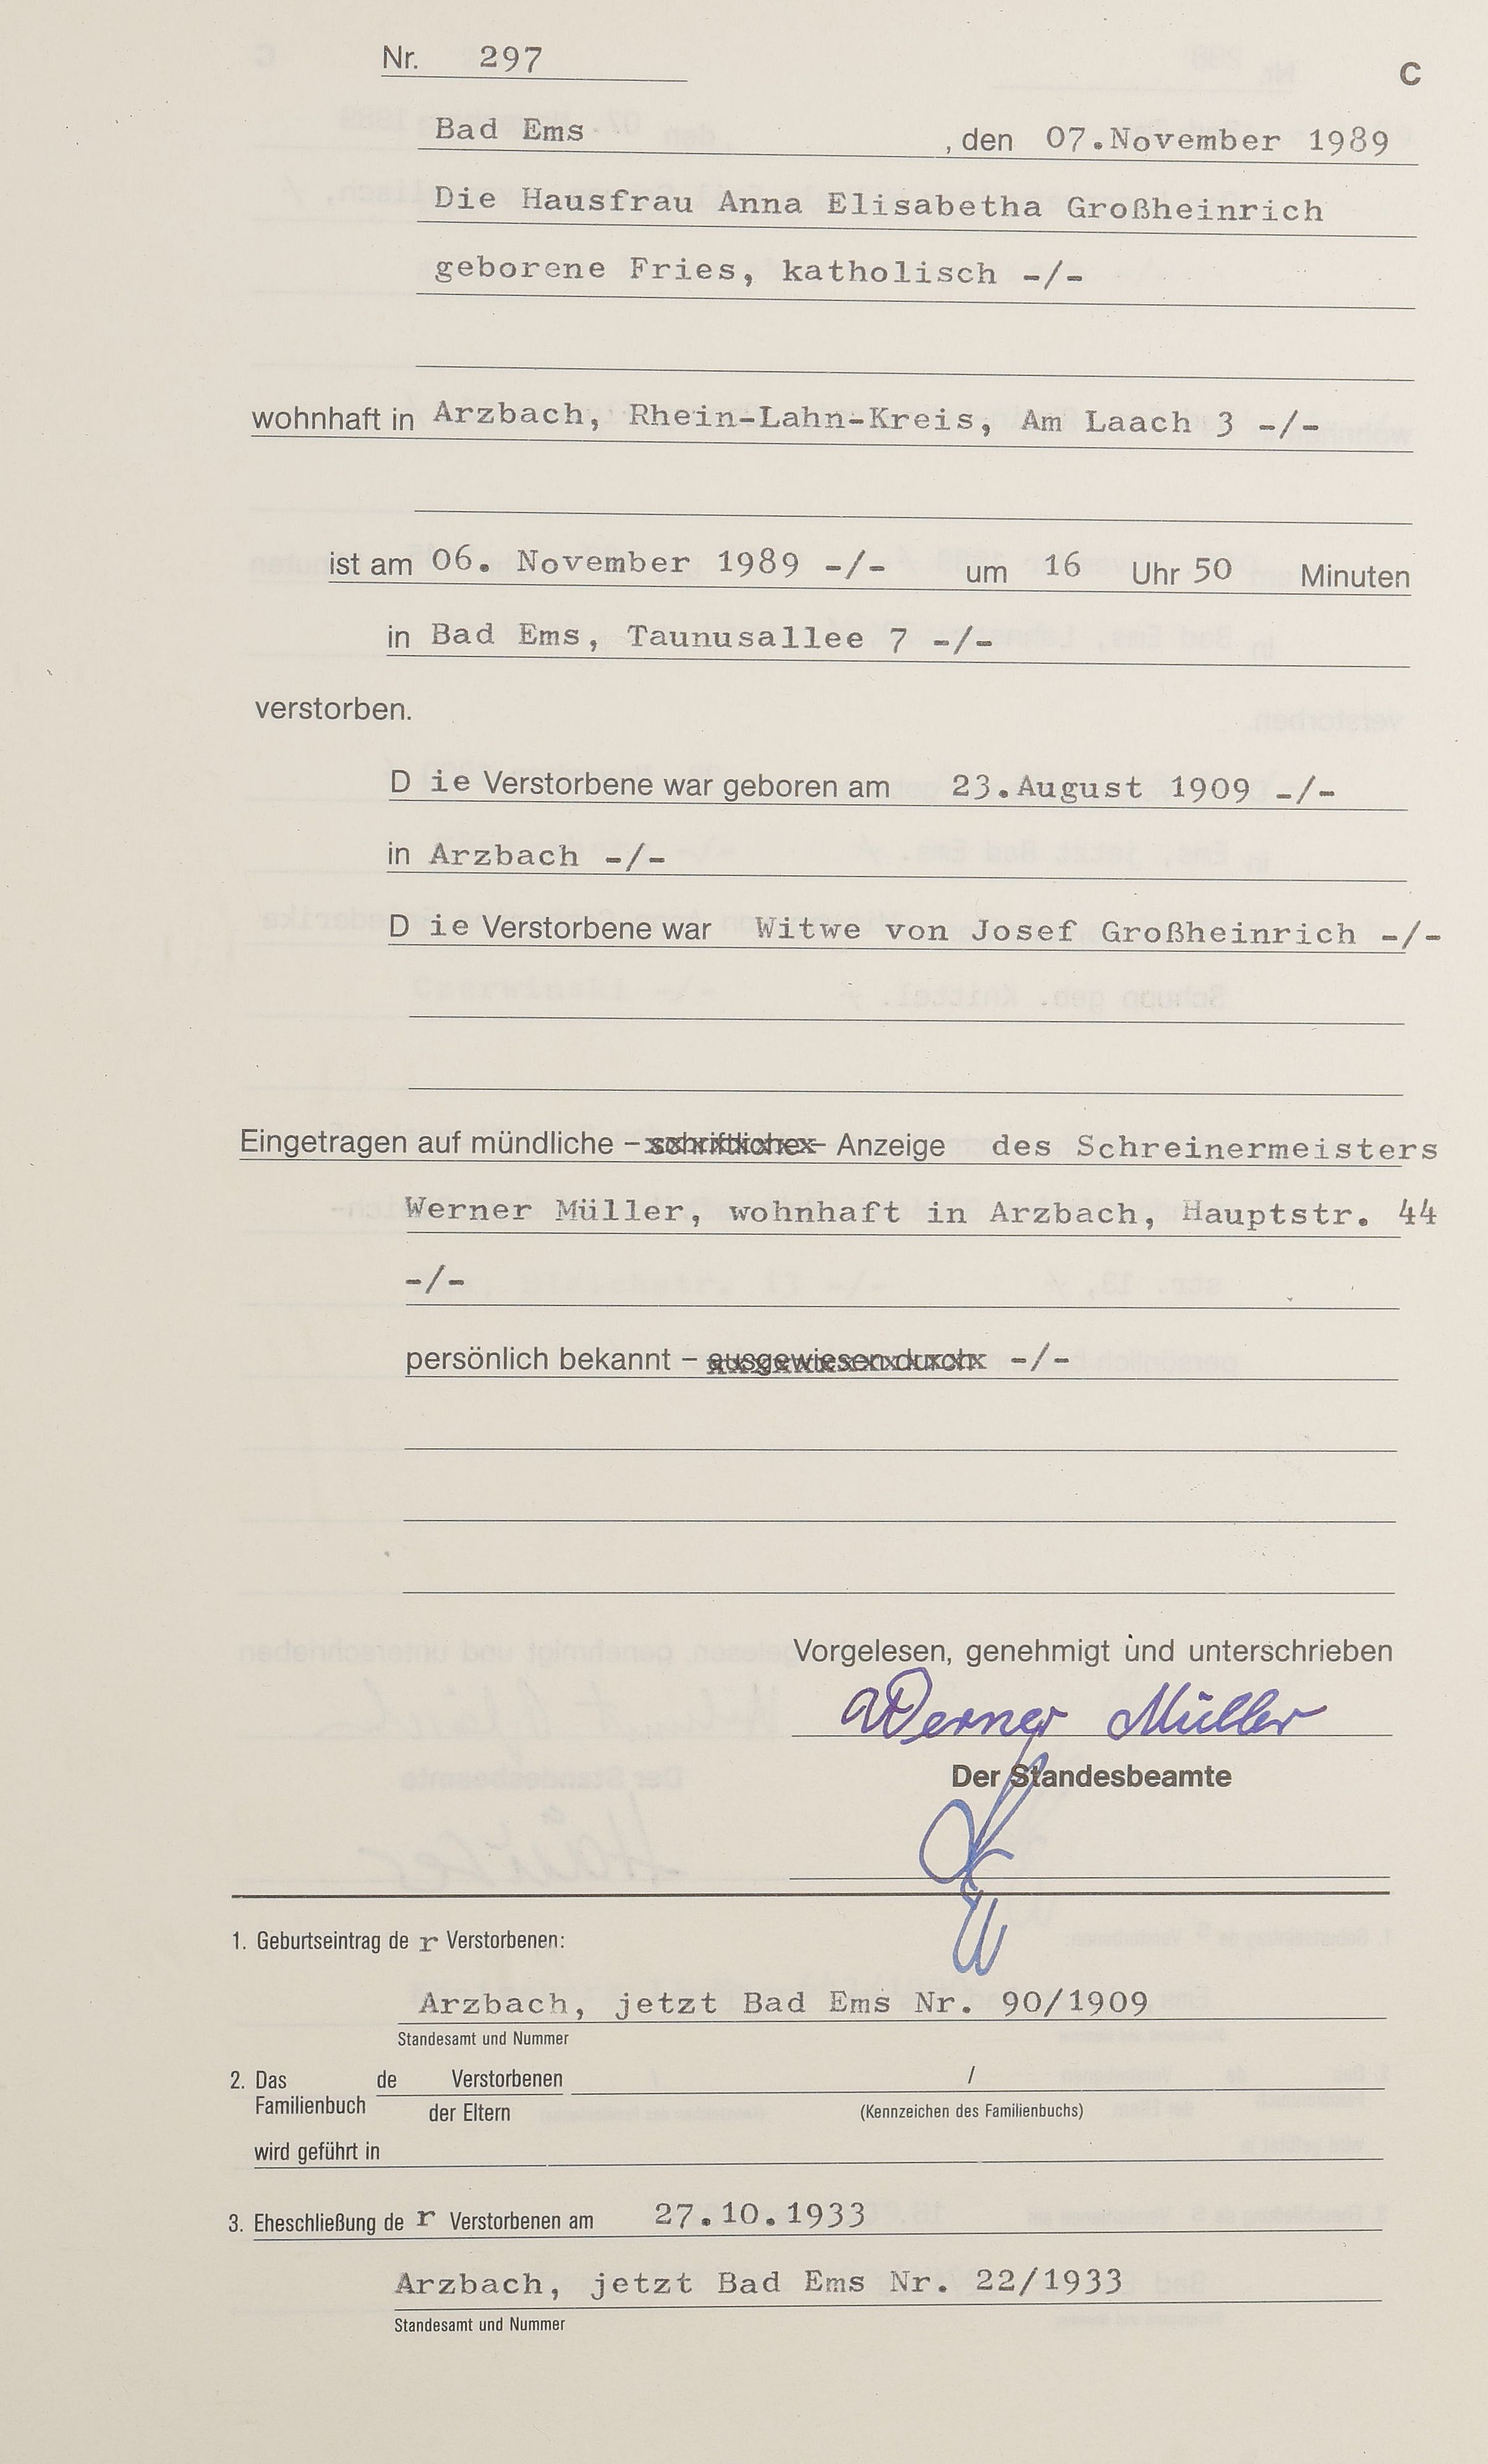 Nr. 297
C
Bad Ems , den 07.November 1989
Die Hausfrau Anna Elisabetha Großheinrich
geborene Fries, katholisch -/-
wohnhaft in Arzbach, Rhein-Lahn-Kreis, Am Laach 3 -/-
ist am 06. November 1989 -/- um 16 Uhr 50 Minuten
in Bad Ems, Taunusallee 7 -/-
verstorben.
D ie Verstorbene war geboren am 23.August 1909 -/-
in Arzbach -/-
D ie Verstorbene war Witwe von Josef Großheinrich -/-
Eingetragen auf mündliche – schriftliche – Anzeige des Schreinermeisters
Werner Müller, wohnhaft in Arzbach, Hauptstr. 44
-/-
persönlich bekannt – ausgewiesen durch -/-
Vorgelesen, genehmigt und unterschrieben
Werner Müller
Der Standesbeamte
1. Geburtseintrag de r Verstorbenen:
Arzbach, jetzt Bad Ems Nr. 90/1909
Standesamt und Nummer
2. Das de Verstorbenen /
Familienbuch der Eltern (Kennzeichen des Familienbuchs)
wird geführt in
3. Eheschließung de r Verstorbenen am 27.10.1933
Arzbach, jetzt Bad Ems Nr. 22/1933
Standesamt und Nummer